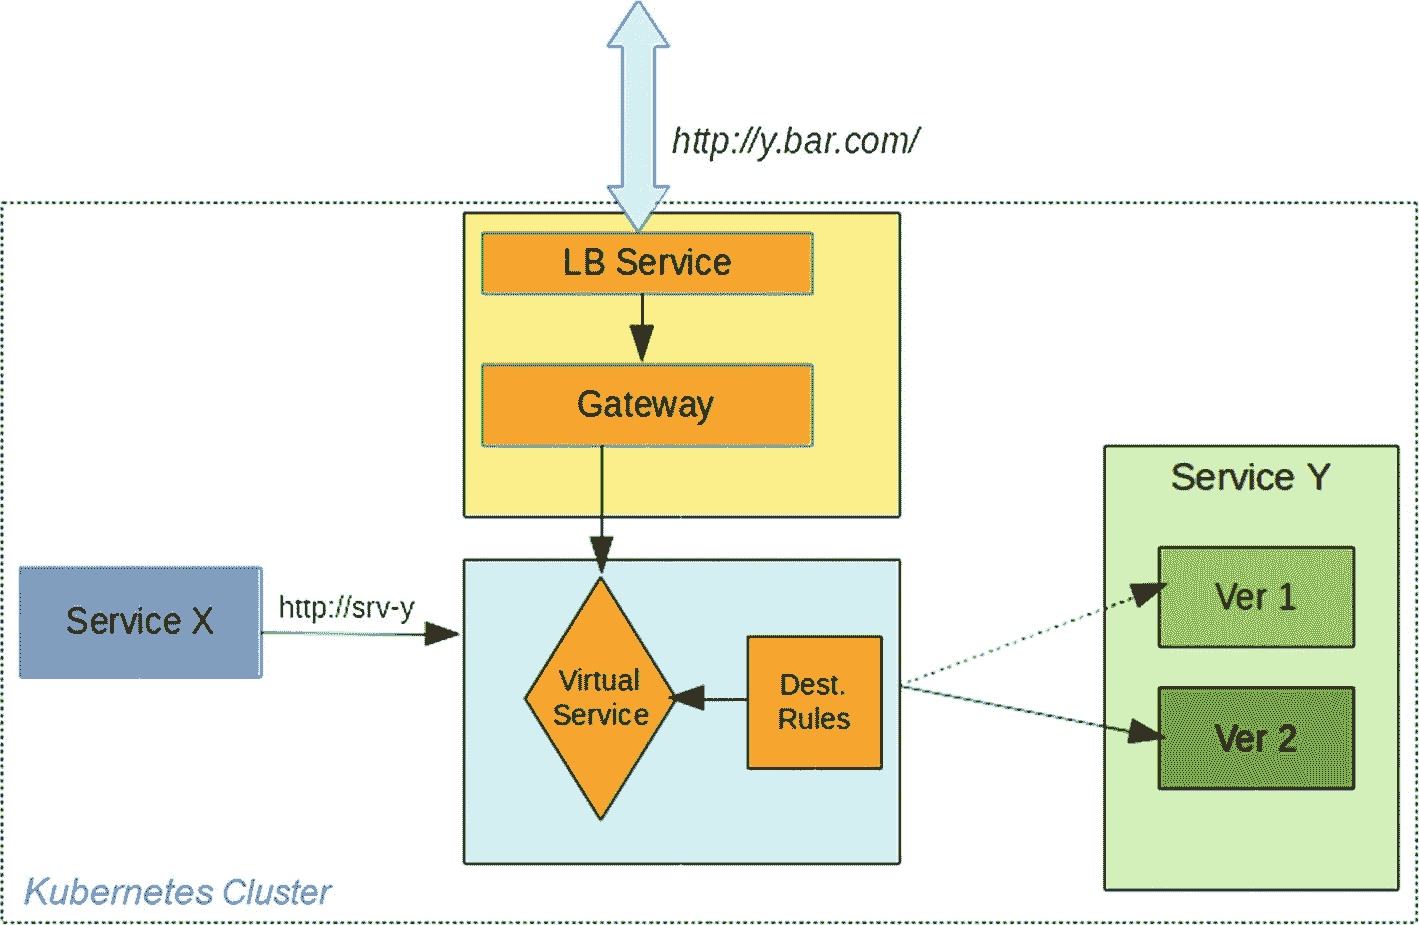 http://y.bar.com/
LB Service
Gateway
Service Y
Service X
http://srv-y
Ver 1
Virtual
Service
Dest.
Rules
Ver 2
Kubernetes Cluster